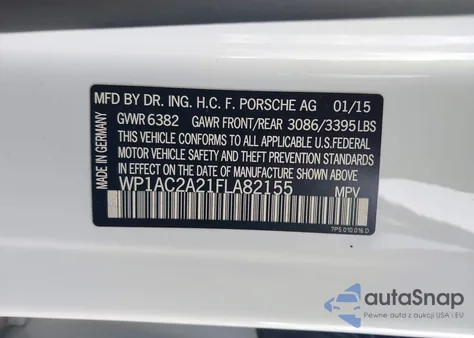 MFD BY DR. ING. H.C. F. PORSCHE AG 01/15
GVWR 6382 GAWR FRONT/REAR 3086/3395 LBS
THIS VEHICLE CONFORMS TO ALL APPLICABLE U.S. FEDERAL
MOTOR VEHICLE SAFETY, BUMPER, AND THEFT PREVENTION STANDARDS
IN EFFECT ON THE DATE OF MANUFACTURE SHOWN ABOVE
WP1AC2A21FLA82155 MPV
MADE IN GERMANY
7P5.010.016 D
autoSnap
Pewne auta z USA i EU